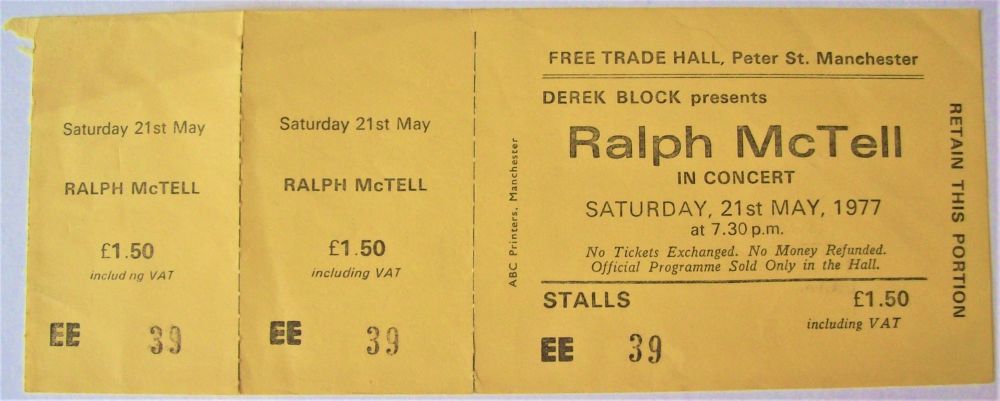 Saturday 21st May
RALPH McTELL
£1.50
includ ng VAT
EE 39
Saturday 21st May
RALPH McTELL
£1.50
including VAT
EE 39
ABC Printers, Manchester
FREE TRADE HALL, Peter St. Manchester
DEREK BLOCK presents
Ralph McTell
IN CONCERT
SATURDAY, 21st MAY, 1977
at 7.30 p.m.
No Tickets Exchanged. No Money Refunded.
Official Programme Sold Only in the Hall.
STALLS £1.50
including VAT
EE 39
RETAIN THIS PORTION